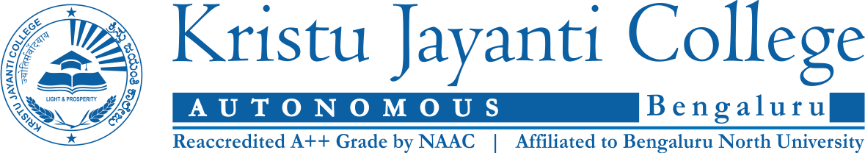 KRISTU JAYANTI COLLEGE
ಕ್ರಿಸ್ತು ಜಯಂತಿ ಕಾಲೇಜು
LIGHT & PROSPERITY
Kristu Jayanti College
AUTONOMOUS Bengaluru
Reaccredited A++ Grade by NAAC | Affiliated to Bengaluru North University